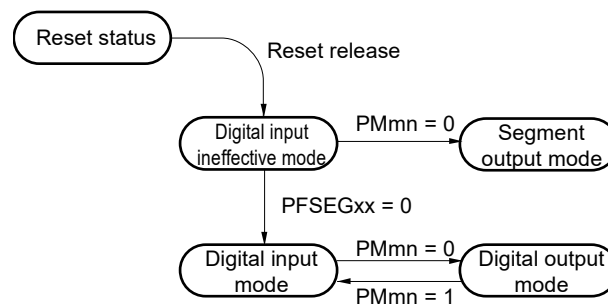 Reset status
Reset release
Digital input
ineffective mode
PMmn = 0
Segment
output mode
PFSEGxx = 0
Digital input
mode
PMmn = 0
PMmn = 1
Digital output
mode